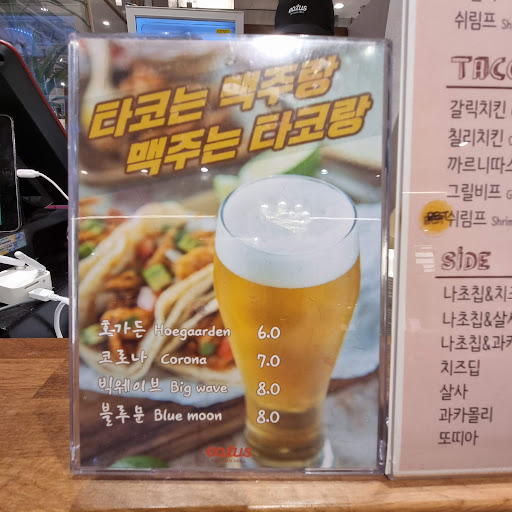 타코는 맥주랑
맥주는 타코랑
호가든 Hoegaarden 6.0
코로나 Corona 7.0
빅웨이브 Big wave 8.0
블루문 Blue moon 8.0
eatus
eatus
쉬림프
TACO
갈릭치킨
칠리치킨
까르니따스
그릴비프
쉬림프 Shrim
SIDE
나초칩&치즈
나초칩&살사
나초칩&과카
치즈딥
살사
과카몰리
또띠아